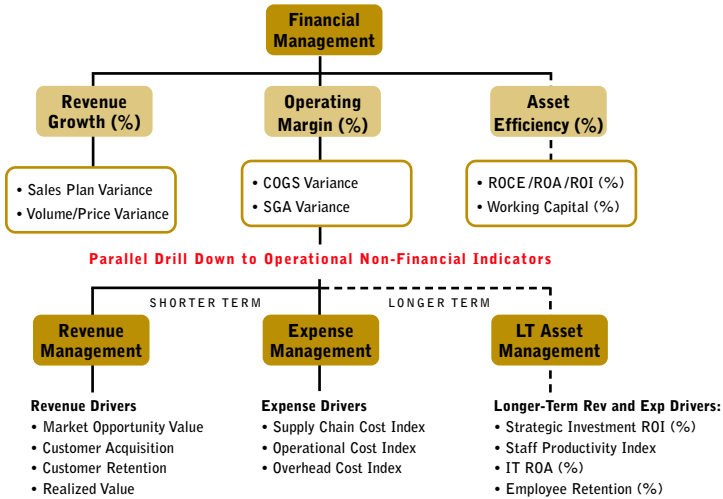 Financial
Management
Revenue
Growth (%)
Operating
Margin (%)
Asset
Efficiency (%)
• Sales Plan Variance
• Volume/Price Variance
• COGS Variance
• SGA Variance
• ROCE/ROA/ROI (%)
• Working Capital (%)
Parallel Drill Down to Operational Non-Financial Indicators
SHORTER TERM
LONGER TERM
Revenue
Management
Expense
Management
LT Asset
Management
Revenue Drivers
• Market Opportunity Value
• Customer Acquisition
• Customer Retention
• Realized Value
Expense Drivers
• Supply Chain Cost Index
• Operational Cost Index
• Overhead Cost Index
Longer-Term Rev and Exp Drivers:
• Strategic Investment ROI (%)
• Staff Productivity Index
• IT ROA (%)
• Employee Retention (%)